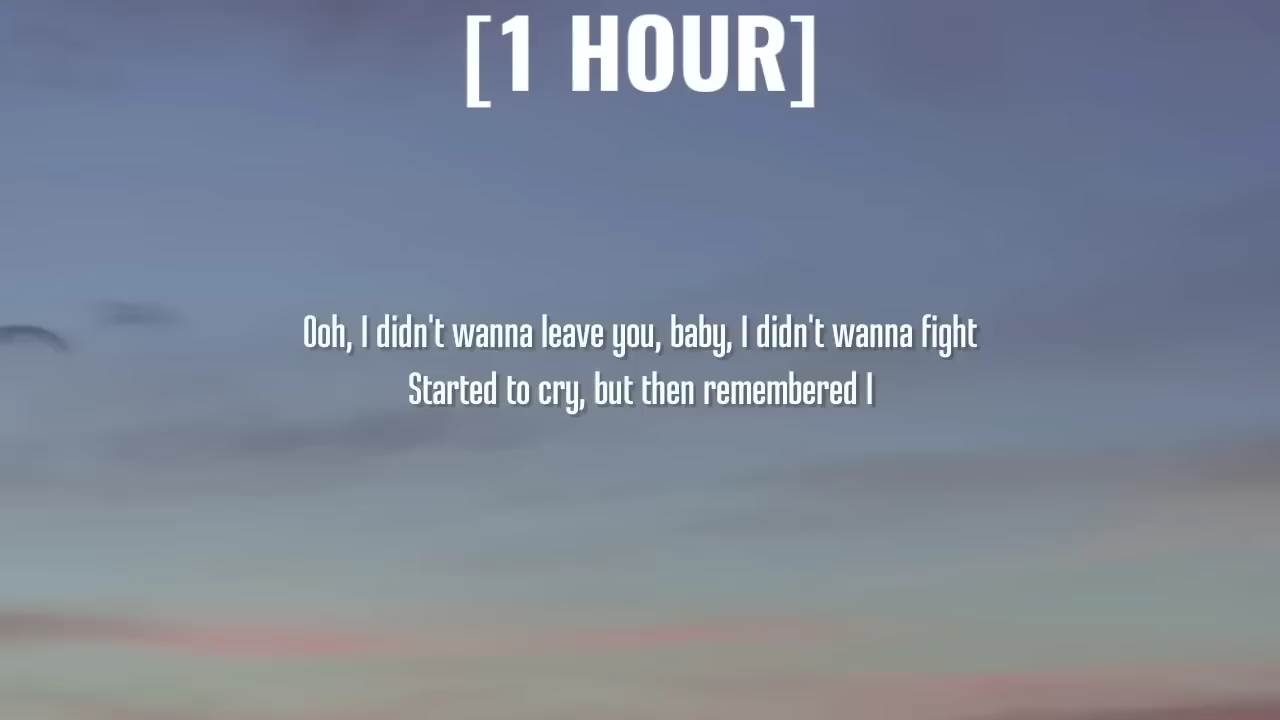 [1 HOUR]
Ooh, I didn't wanna leave you, baby, I didn't wanna fight
Started to cry, but then remembered I